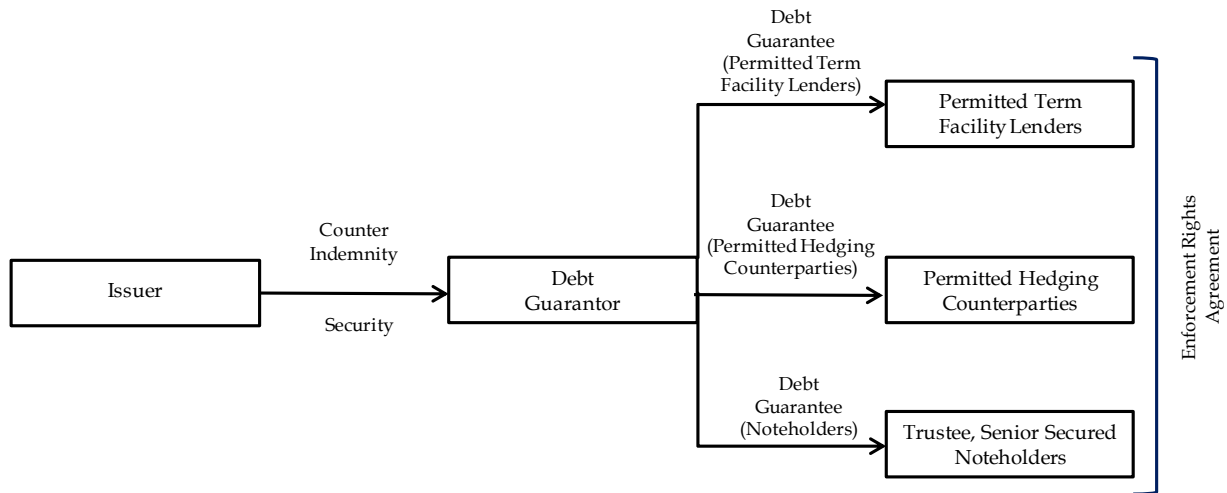 Debt
Guarantee
(Permitted Term
Facility Lenders)
Permitted Term
Facility Lenders
Counter
Indemnity
Issuer
Security
Debt
Guarantor
Debt
Guarantee
(Permitted Hedging
Counterparties)
Permitted Hedging
Counterparties
Debt
Guarantee
(Noteholders)
Trustee, Senior Secured
Noteholders
Enforcement Rights
Agreement